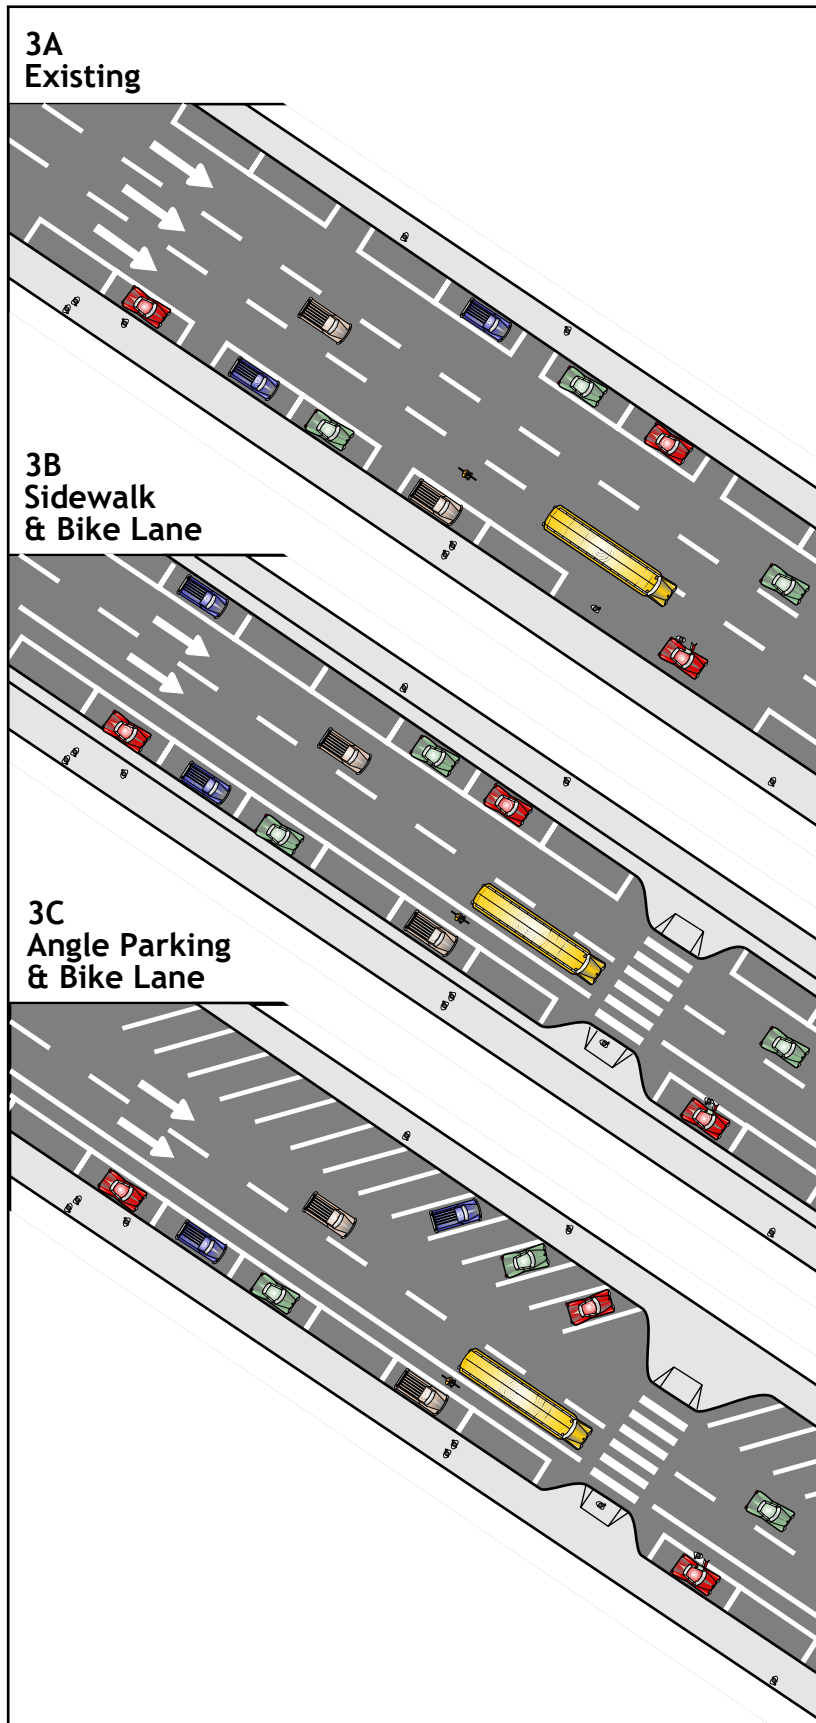 3A
Existing
3B
Sidewalk
& Bike Lane
3C
Angle Parking
& Bike Lane